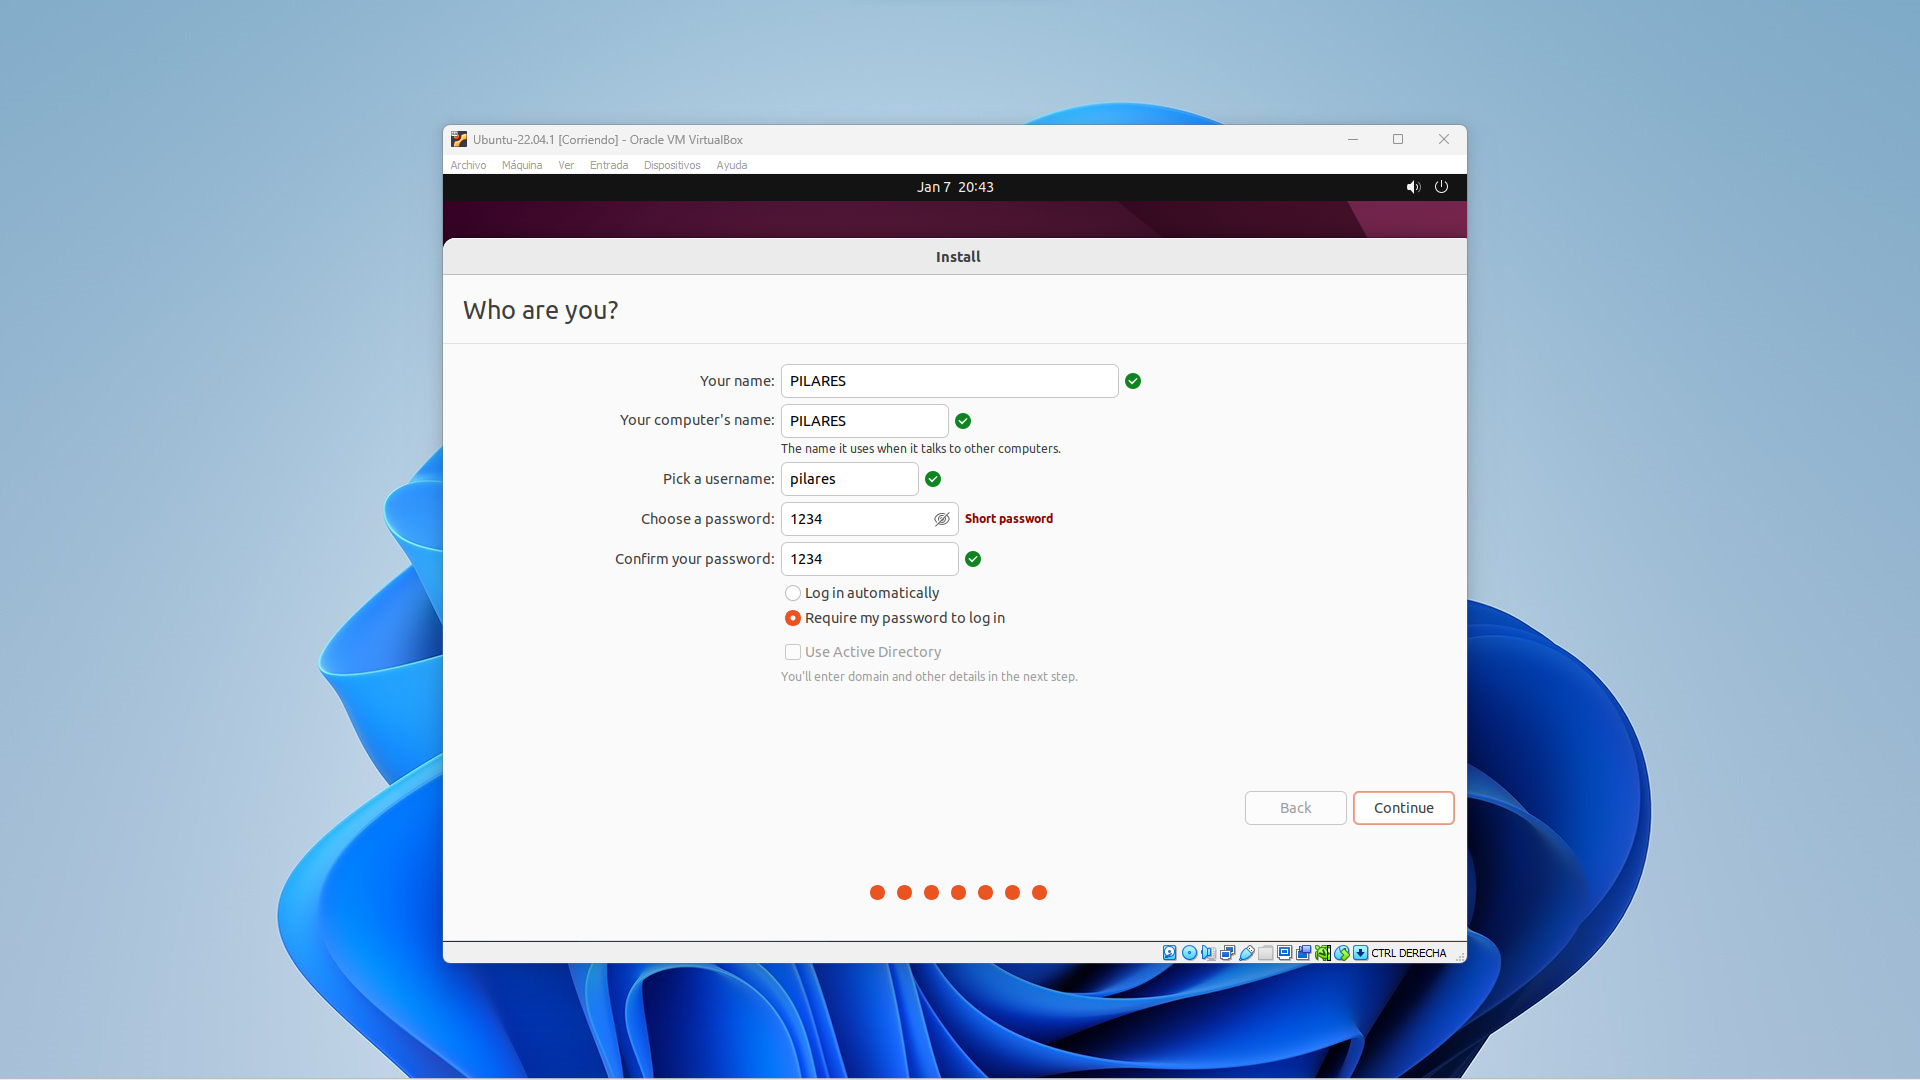 Ubuntu-22.04.1 [Corriendo] - Oracle VM VirtualBox
Archivo Máquina Ver Entrada Dispositivos Ayuda
Jan 7 20:43
Install
Who are you?
Your name: PILARES
Your computer's name: PILARES
The name it uses when it talks to other computers.
Pick a username: pilares
Choose a password: 1234 Short password
Confirm your password: 1234
Log in automatically
Require my password to log in
Use Active Directory
You'll enter domain and other details in the next step.
Back Continue
CTRL DERECHA